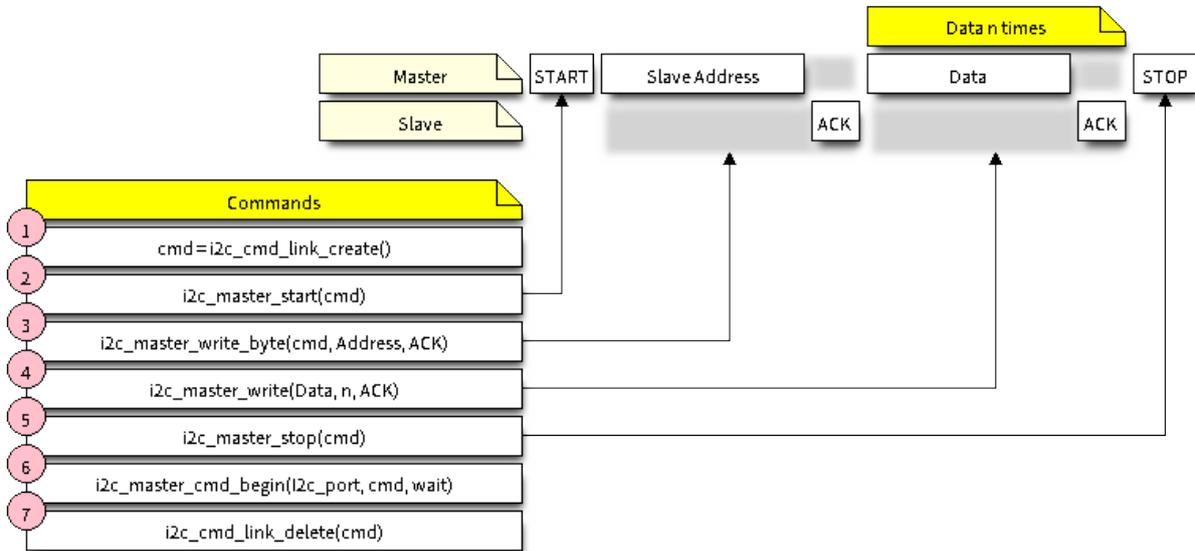 Data n times
Master START Slave Address Data STOP
Slave ACK ACK
Commands
1
cmd=i2c_cmd_link_create()
2
i2c_master_start(cmd)
3
i2c_master_write_byte(cmd, Address, ACK)
4
i2c_master_write(Data, n, ACK)
5
i2c_master_stop(cmd)
6
i2c_master_cmd_begin(I2c_port, cmd, wait)
7
i2c_cmd_link_delete(cmd)